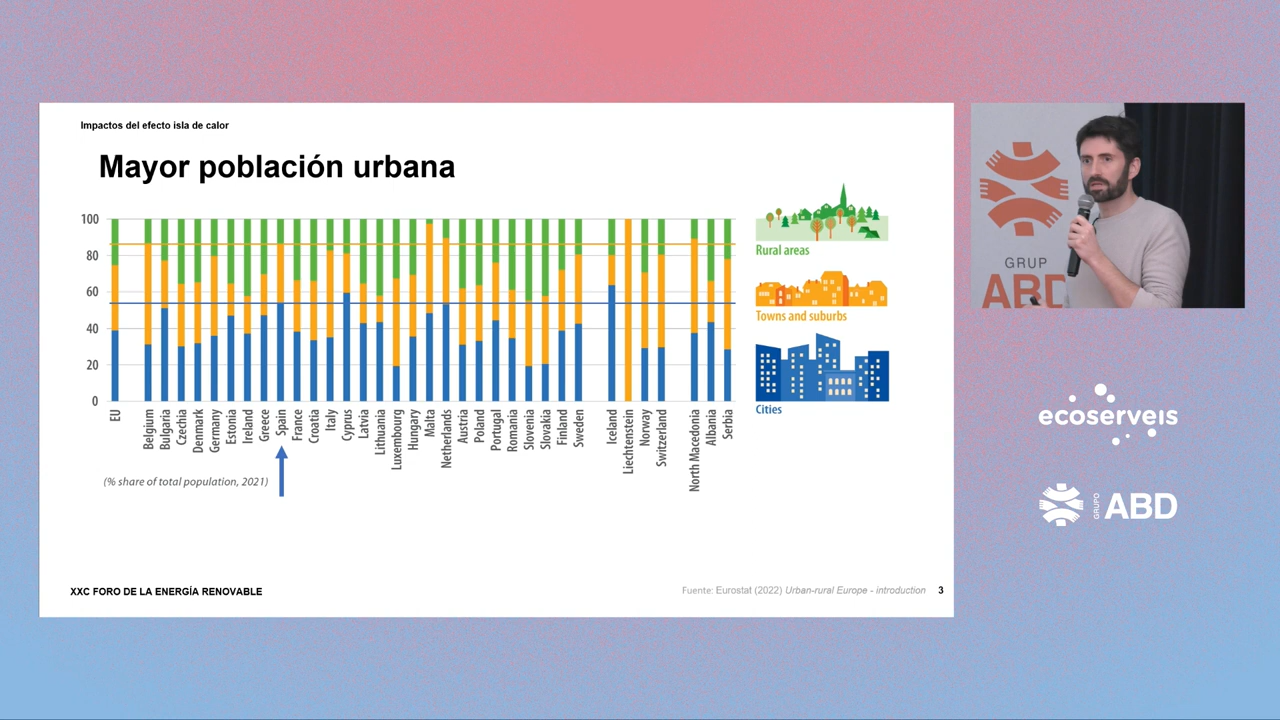 Impactos del efecto isla de calor
Mayor población urbana
100
80
60
40
20
0
EU
Belgium
Bulgaria
Czechia
Denmark
Germany
Estonia
Ireland
Greece
Spain
France
Croatia
Italy
Cyprus
Latvia
Lithuania
Luxembourg
Hungary
Malta
Netherlands
Austria
Poland
Portugal
Romania
Slovenia
Slovakia
Finland
Sweden
Iceland
Liechtenstein
Norway
Switzerland
North Macedonia
Albania
Serbia
(% share of total population, 2021)
Rural areas
Towns and suburbs
Cities
XXC FORO DE LA ENERGÍA RENOVABLE
Fuente: Eurostat (2022) Urban-rural Europe - introduction 3
GRUP
ABD
ecoserveis
GRUPO ABD